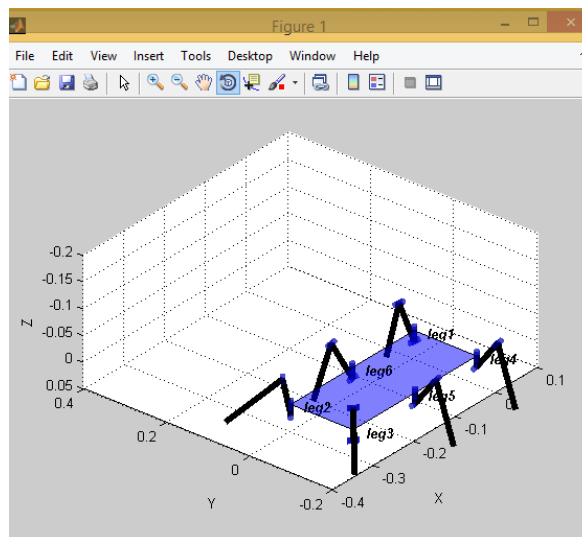 Figure 1
File Edit View Insert Tools Desktop Window Help
-0.2
-0.15
-0.1
-0.05
0
0.05
Z
0.4
0.2
0
-0.2
Y
-0.4
-0.3
-0.2
-0.1
0
0.1
X
leg1
leg4
leg6
leg5
leg2
leg3